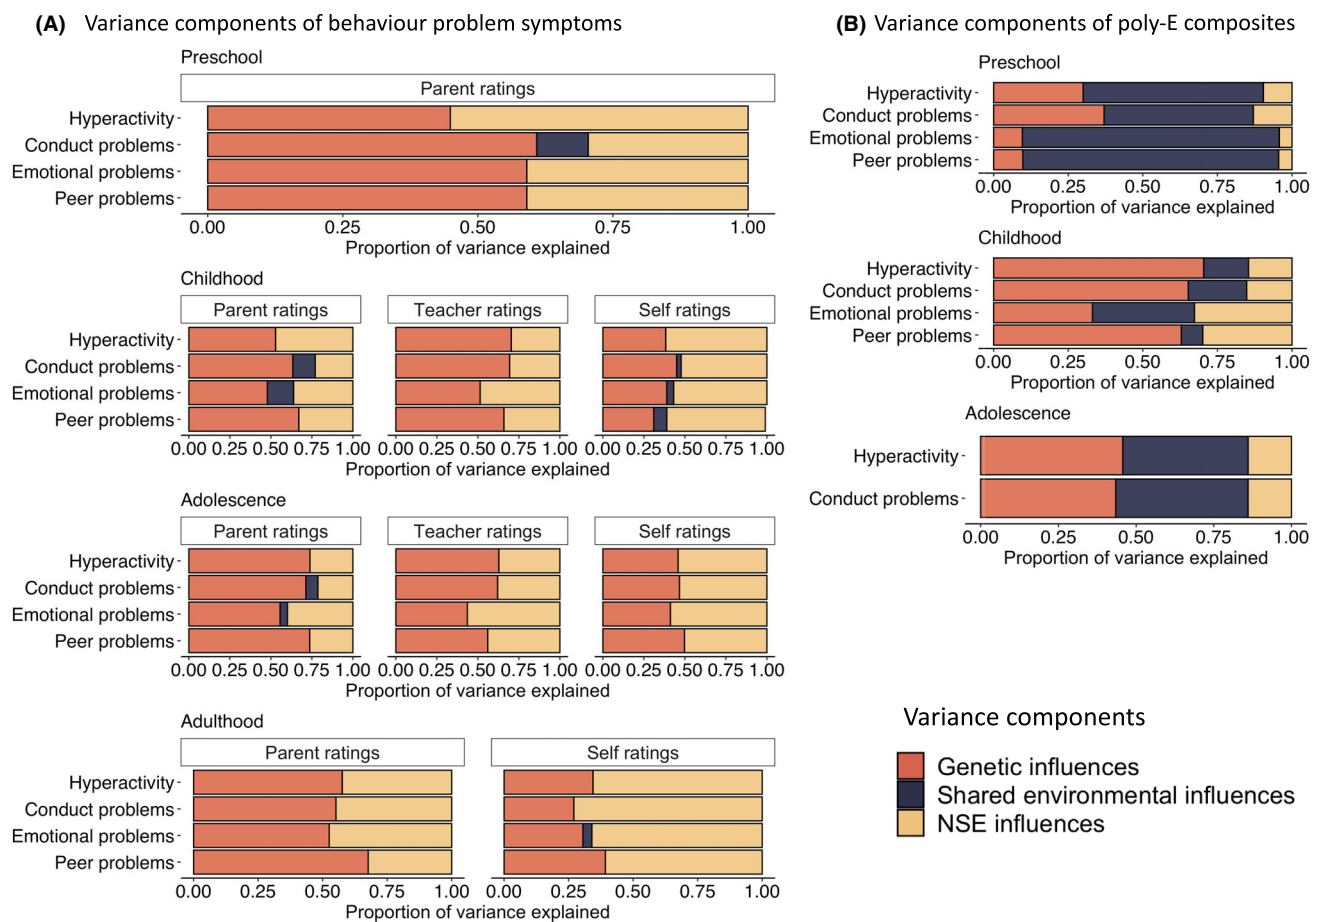 (A) Variance components of behaviour problem symptoms
Preschool
Parent ratings
Hyperactivity
Conduct problems
Emotional problems
Peer problems
0.00 0.25 0.50 0.75 1.00
Proportion of variance explained
Childhood
Parent ratings Teacher ratings Self ratings
Hyperactivity
Conduct problems
Emotional problems
Peer problems
0.00 0.25 0.50 0.75 1.00 0.00 0.25 0.50 0.75 1.00 0.00 0.25 0.50 0.75 1.00
Proportion of variance explained
Adolescence
Parent ratings Teacher ratings Self ratings
Hyperactivity
Conduct problems
Emotional problems
Peer problems
0.00 0.25 0.50 0.75 1.00 0.00 0.25 0.50 0.75 1.00 0.00 0.25 0.50 0.75 1.00
Proportion of variance explained
Adulthood
Parent ratings Self ratings
Hyperactivity
Conduct problems
Emotional problems
Peer problems
0.00 0.25 0.50 0.75 1.00 0.00 0.25 0.50 0.75 1.00
Proportion of variance explained
(B) Variance components of poly-E composites
Preschool
Hyperactivity
Conduct problems
Emotional problems
Peer problems
0.00 0.25 0.50 0.75 1.00
Proportion of variance explained
Childhood
Hyperactivity
Conduct problems
Emotional problems
Peer problems
0.00 0.25 0.50 0.75 1.00
Proportion of variance explained
Adolescence
Hyperactivity
Conduct problems
0.00 0.25 0.50 0.75 1.00
Proportion of variance explained
Variance components
Genetic influences
Shared environmental influences
NSE influences